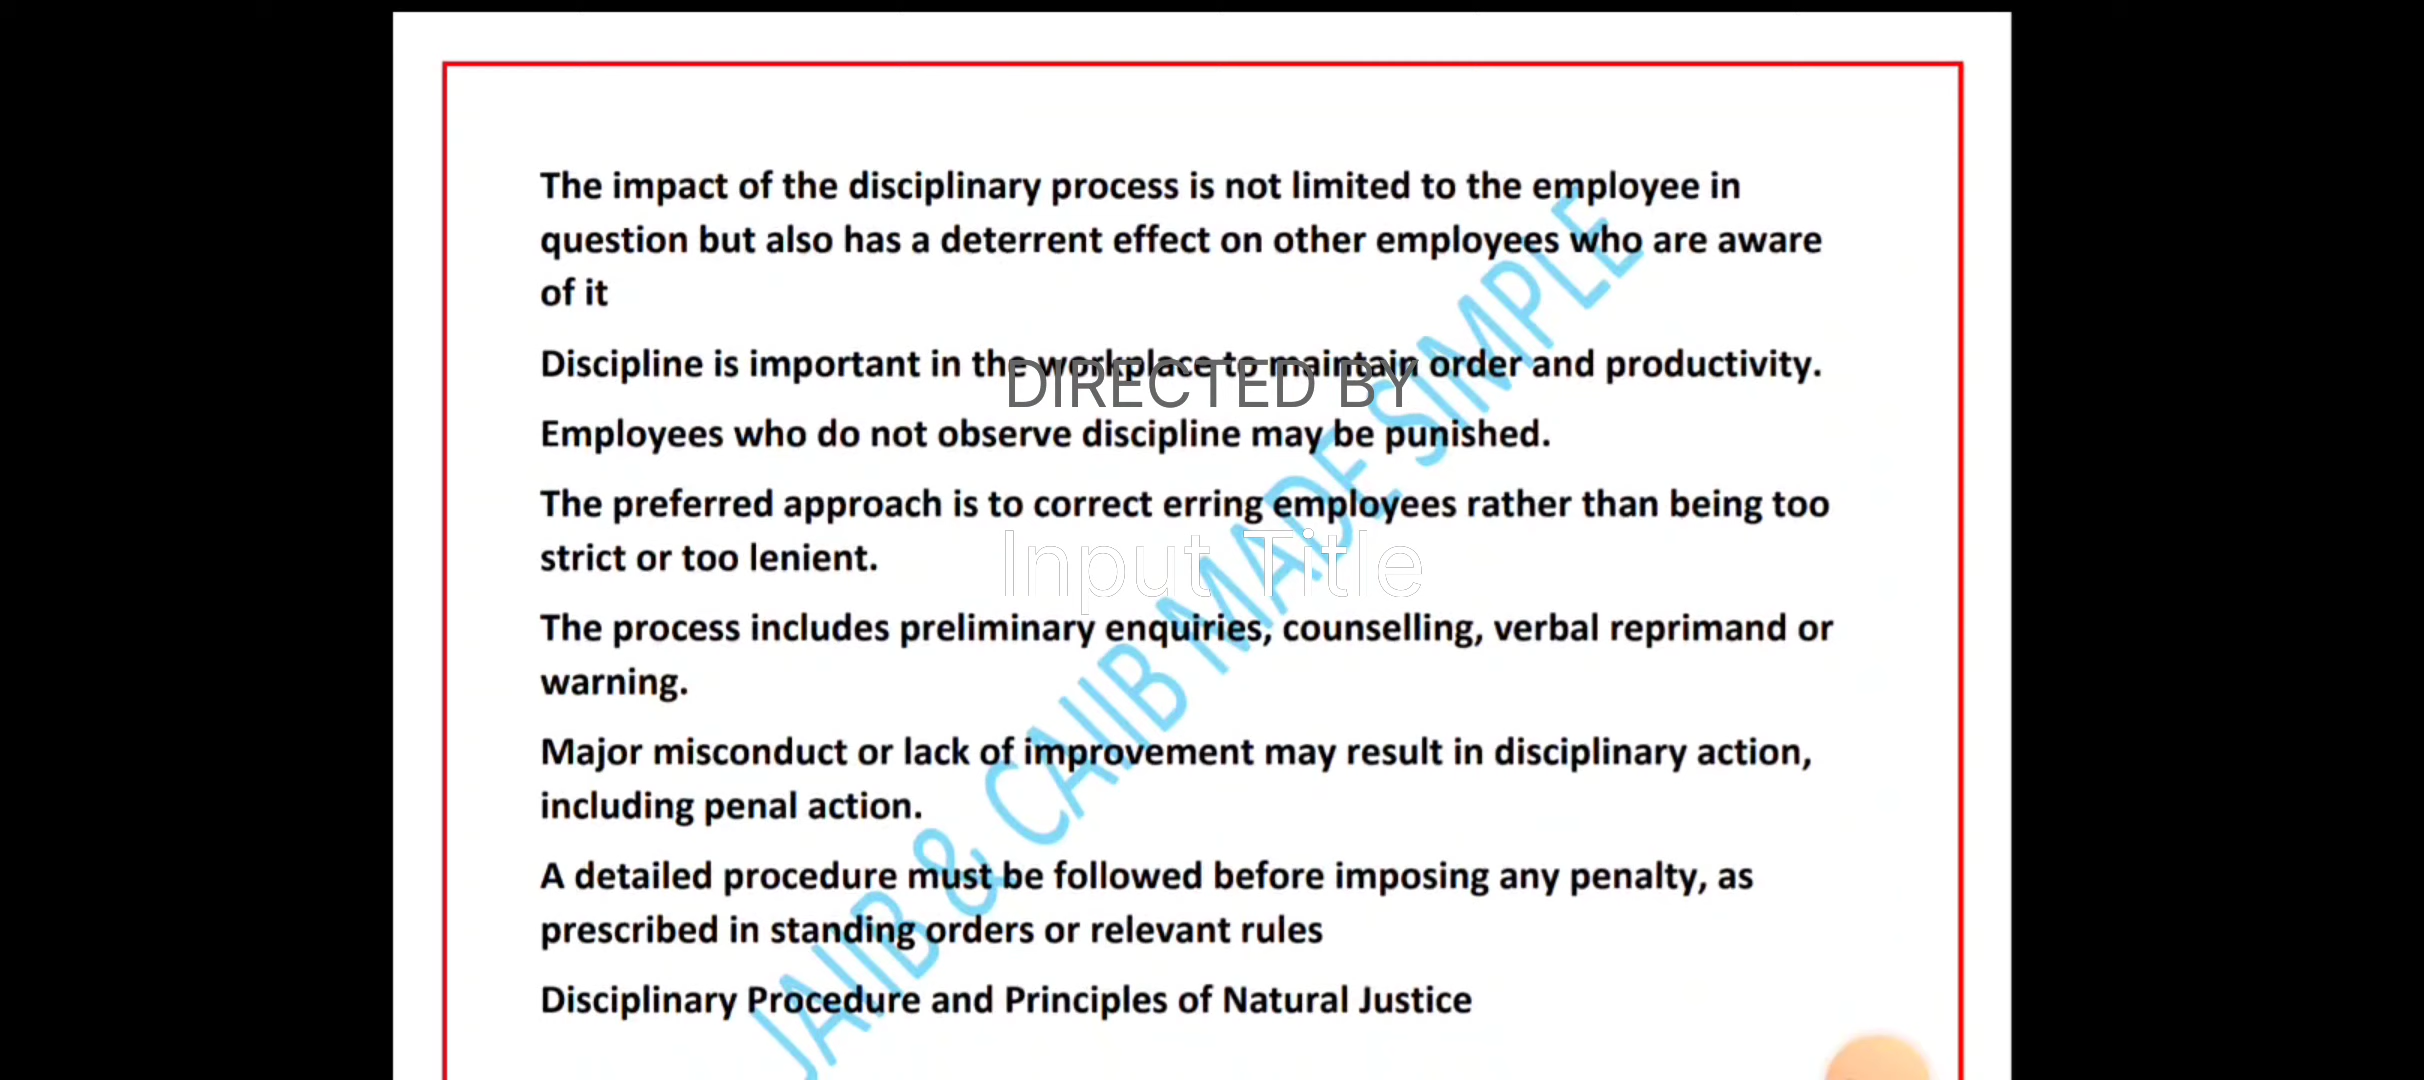 The impact of the disciplinary process is not limited to the employee in
question but also has a deterrent effect on other employees who are aware
of it
Discipline is important in the workplace to maintain order and productivity.
DIRECTED BY
Employees who do not observe discipline may be punished.
The preferred approach is to correct erring employees rather than being too
strict or too lenient.
Input Title
The process includes preliminary enquiries, counselling, verbal reprimand or
warning.
Major misconduct or lack of improvement may result in disciplinary action,
including penal action.
A detailed procedure must be followed before imposing any penalty, as
prescribed in standing orders or relevant rules
Disciplinary Procedure and Principles of Natural Justice
JAIIB & CAIIB MADE SIMPLE